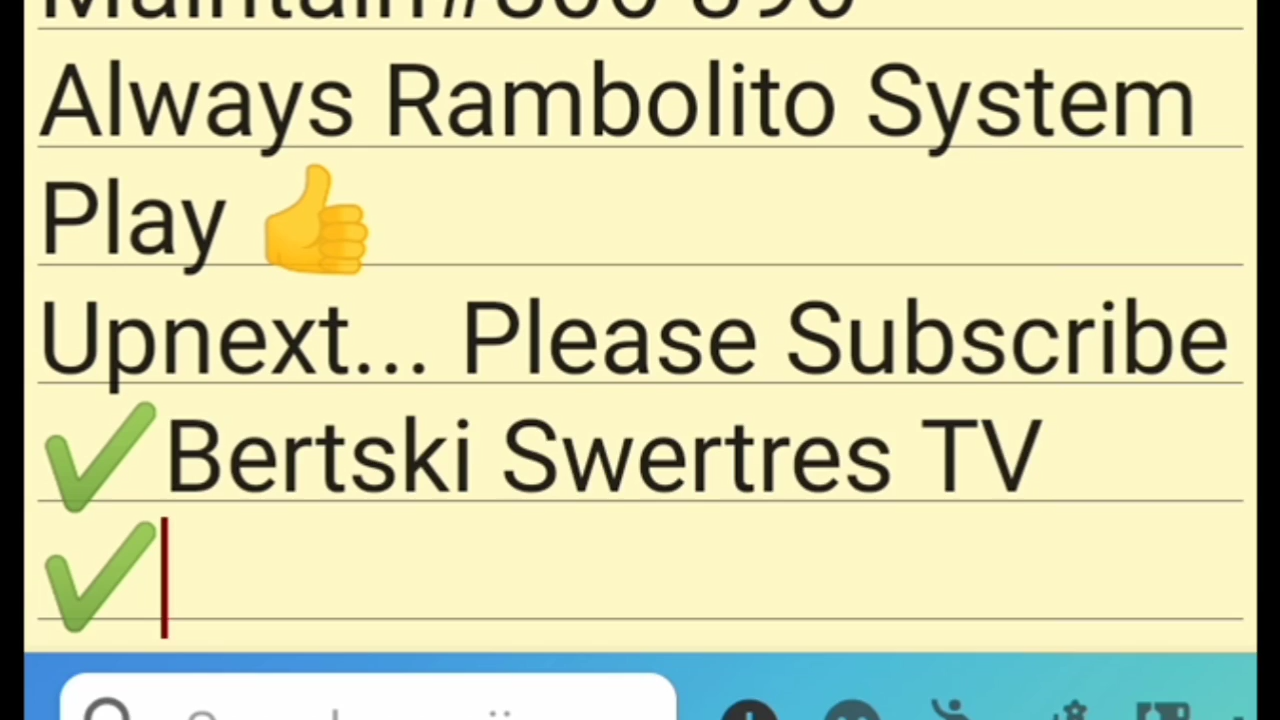 Always Rambolito System
Play 👍
Upnext... Please Subscribe
✔Bertski Swertres TV
✔